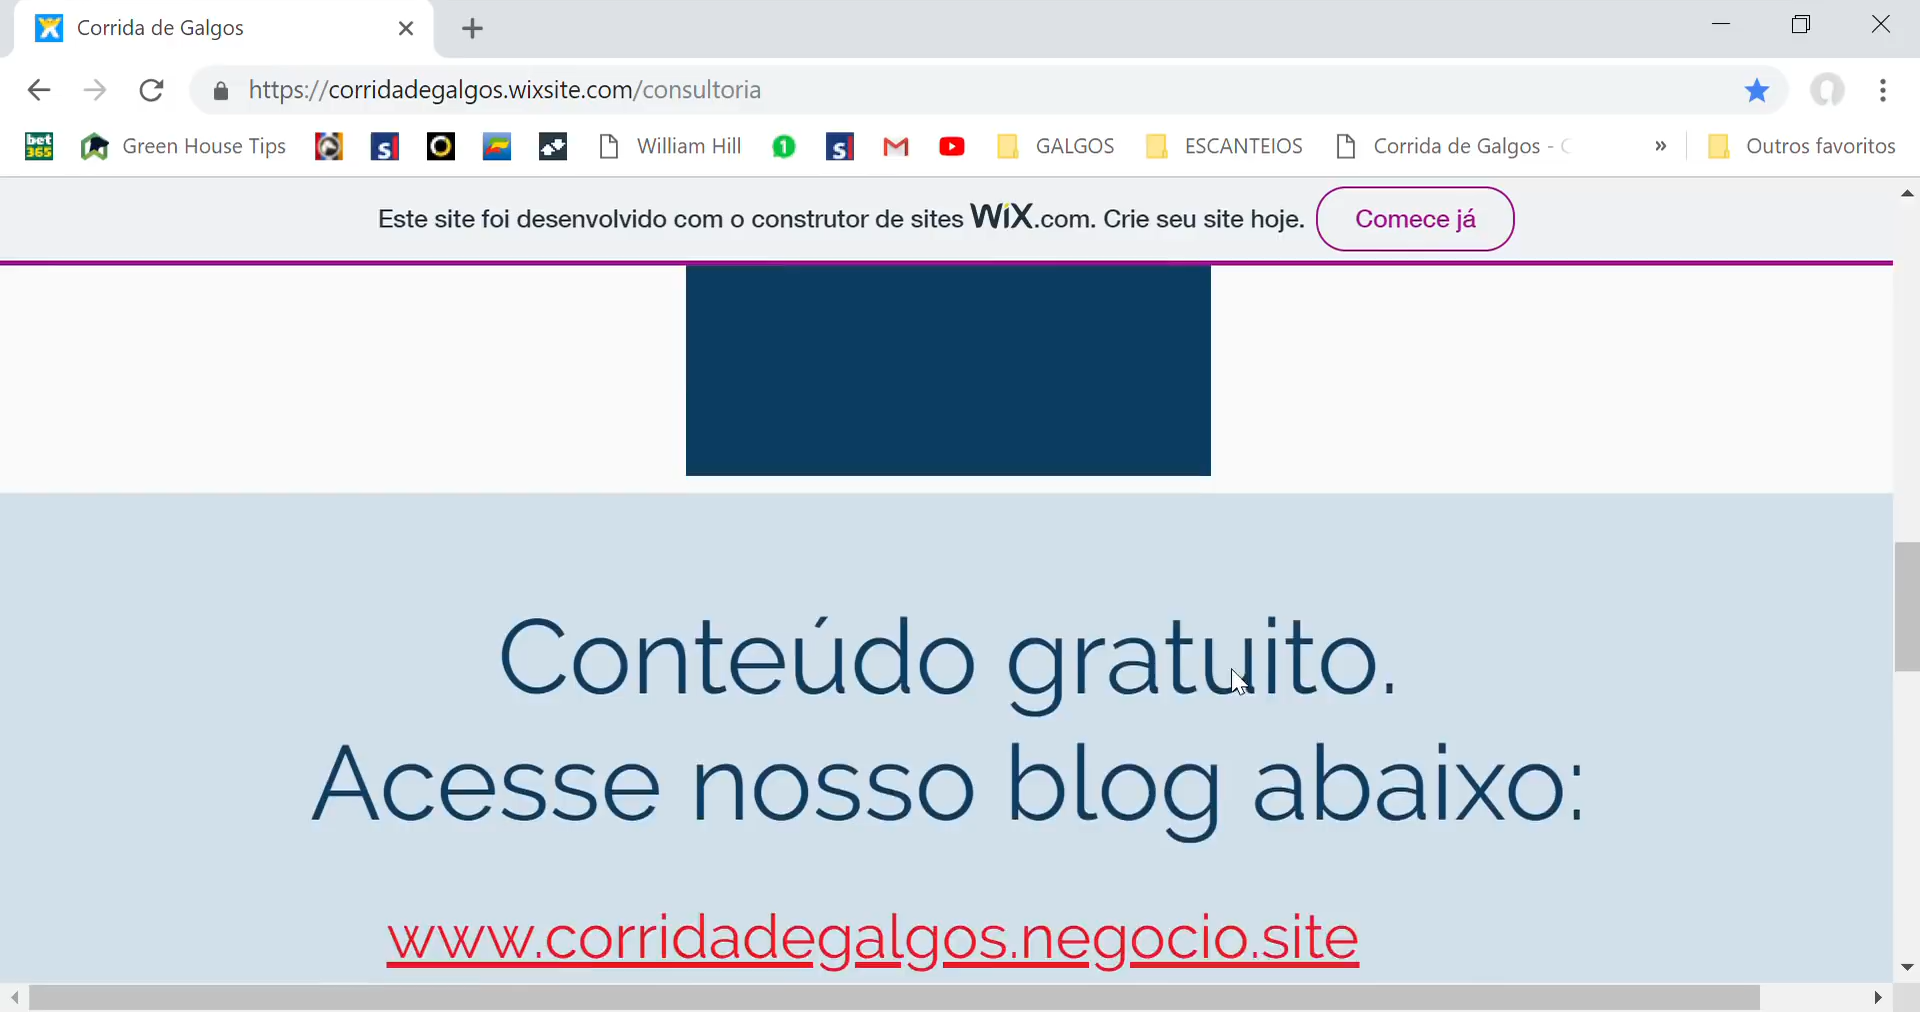 Corrida de Galgos
https://corridadegalgos.wixsite.com/consultoria
bet365 Green House Tips William Hill 1 GALGOS ESCANTEIOS Corrida de Galgos - » Outros favoritos
Este site foi desenvolvido com o construtor de sites WiX.com. Crie seu site hoje. Comece já
Conteúdo gratuito.
Acesse nosso blog abaixo:
www.corridadegalgos.negocio.site